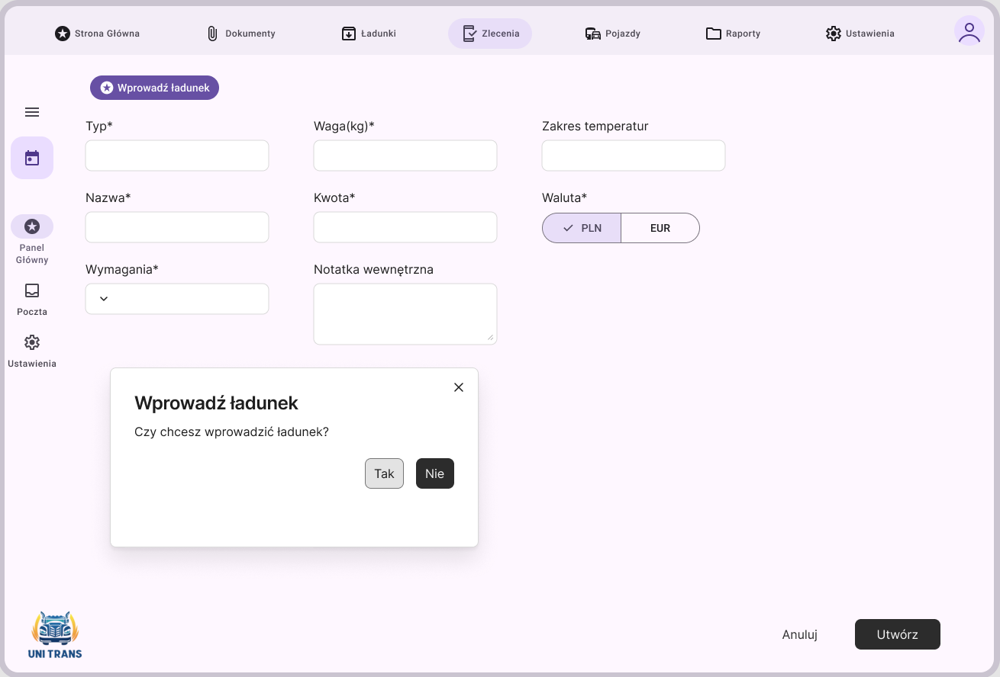 Strona Główna
Dokumenty
Ładunki
Zlecenia
Pojazdy
Raporty
Ustawienia
Wprowadź ładunek
Typ*
Waga(kg)*
Zakres temperatur
Nazwa*
Kwota*
Waluta*
PLN
EUR
Panel
Główny
Wymagania*
Notatka wewnętrzna
Poczta
Ustawienia
Wprowadź ładunek
Czy chcesz wprowadzić ładunek?
Tak
Nie
UNI TRANS
Anuluj
Utwórz